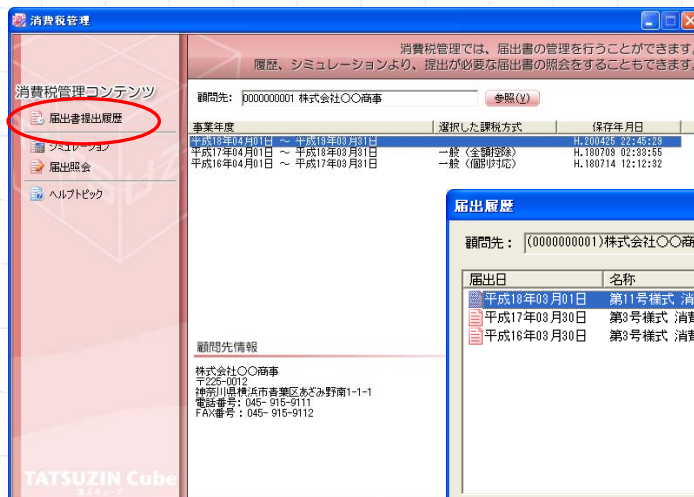 消費税管理
消費税管理では、届出書の管理を行うことができます。
履歴、シミュレーションより、提出が必要な届出書の照会をすることもできます。
消費税管理コンテンツ
届出書提出履歴
シミュレーション
届出照会
ヘルプトピック
顧問先： 0000000001 株式会社〇〇商事 参照(V)
事業年度 選択した課税方式 保存年月日
平成18年04月01日 ～ 平成19年03月31日 H.200425 22:45:29
平成17年04月01日 ～ 平成18年03月31日 一般（全額控除） H.180709 02:33:55
平成16年04月01日 ～ 平成17年03月31日 一般（個別対応） H.180714 12:12:32
届出履歴
顧問先： (0000000001)株式会社〇〇商
届出日 名称
平成18年03月01日 第11号様式 消
平成17年03月30日 第3号様式 消費
平成16年03月30日 第3号様式 消費
顧問先情報
株式会社〇〇商事
〒225-0012
神奈川県横浜市青葉区あざみ野南1-1-1
電話番号： 045- 915-9111
FAX番号 ： 045- 915-9112
TATSUZIN Cube
達人キューブ